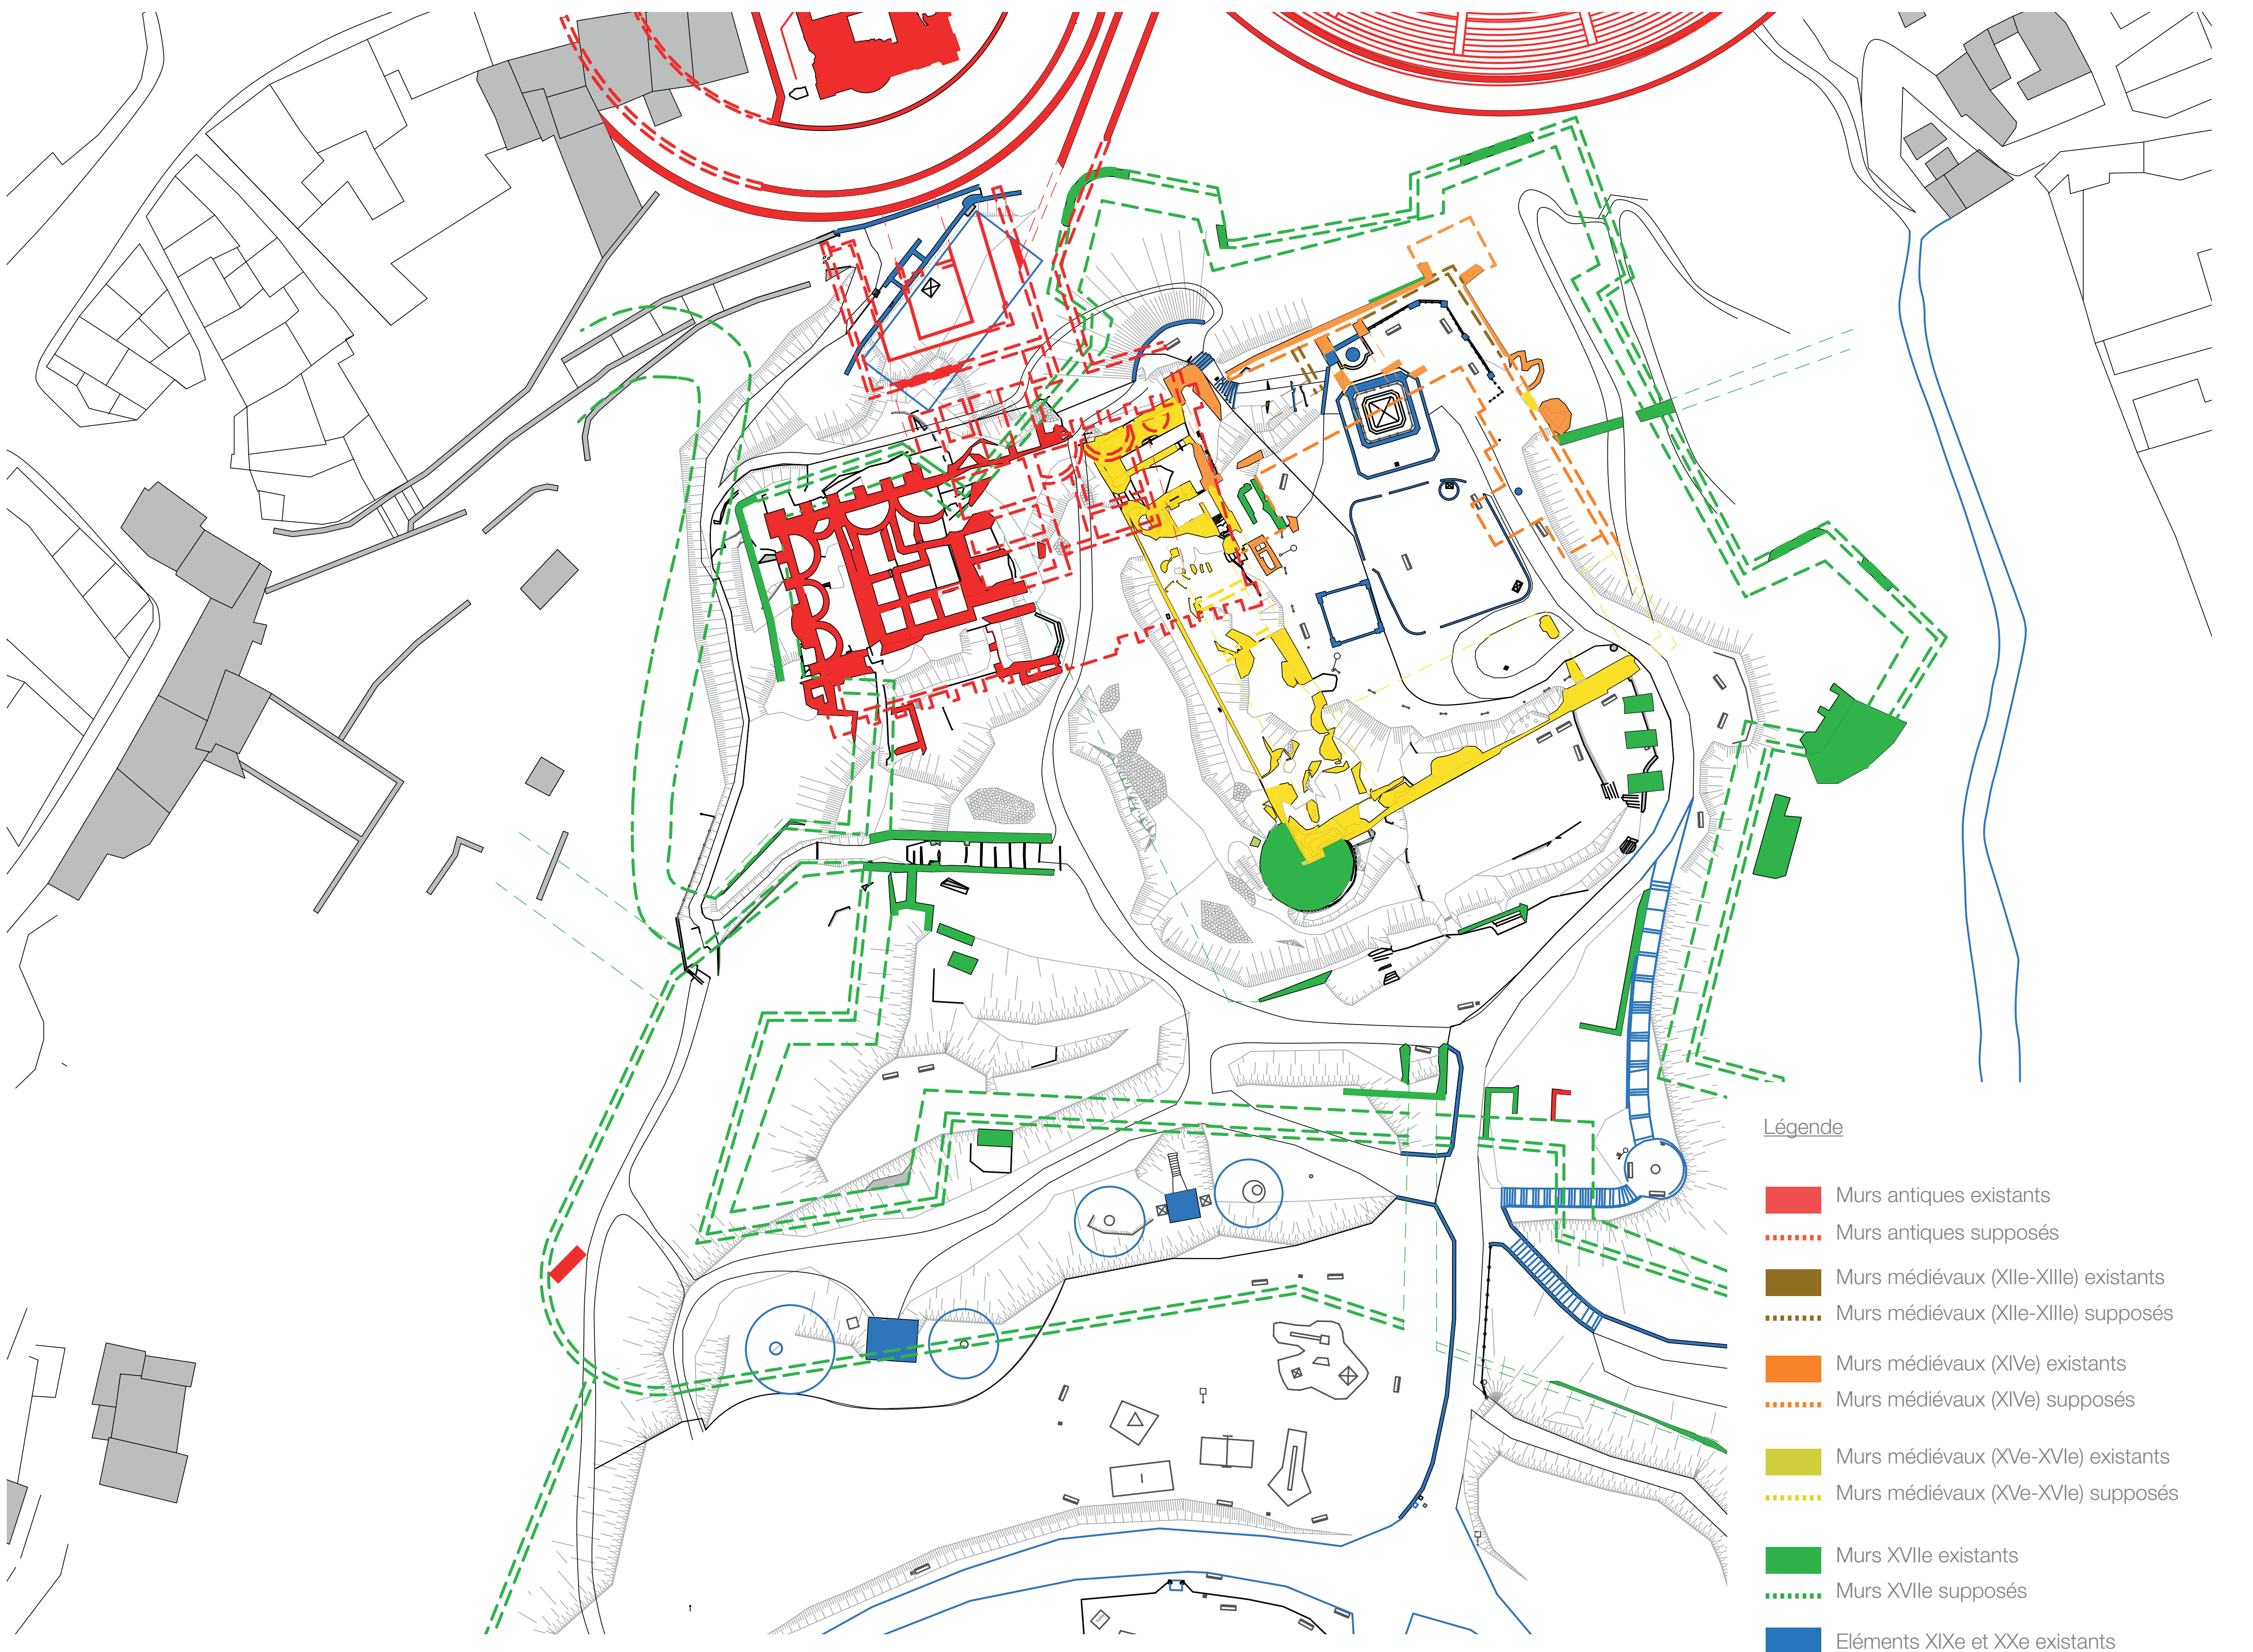 Légende
Murs antiques existants
Murs antiques supposés
Murs médiévaux (XIIe-XIIIe) existants
Murs médiévaux (XIIe-XIIIe) supposés
Murs médiévaux (XIVe) existants
Murs médiévaux (XIVe) supposés
Murs médiévaux (XVe-XVIe) existants
Murs médiévaux (XVe-XVIe) supposés
Murs XVIIe existants
Murs XVIIe supposés
Eléments XIXe et XXe existants